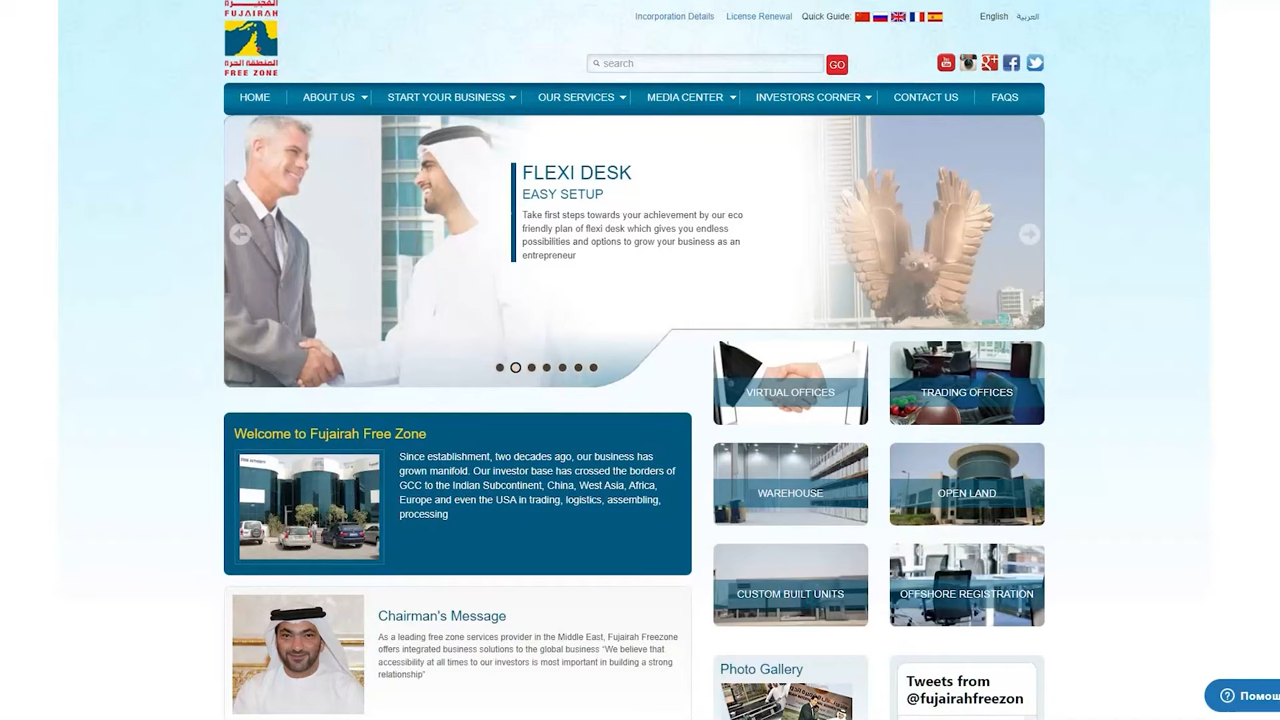 الفجيرة
FUJAIRAH
المنطقة الحرة
FREE ZONE
Incorporation Details
License Renewal
Quick Guide:
English
العربية
search
GO
You
HOME
ABOUT US
START YOUR BUSINESS
OUR SERVICES
MEDIA CENTER
INVESTORS CORNER
CONTACT US
FAQS
FLEXI DESK
EASY SETUP
Take first steps towards your achievement by our eco
friendly plan of flexi desk which gives you endless
possibilities and options to grow your business as an
entrepreneur
VIRTUAL OFFICES
TRADING OFFICES
WAREHOUSE
OPEN LAND
CUSTOM BUILT UNITS
OFFSHORE REGISTRATION
Welcome to Fujairah Free Zone
Since establishment, two decades ago, our business has
grown manifold. Our investor base has crossed the borders of
GCC to the Indian Subcontinent, China, West Asia, Africa,
Europe and even the USA in trading, logistics, assembling,
processing
Chairman's Message
As a leading free zone services provider in the Middle East, Fujairah Freezone
offers integrated business solutions to the global business “We believe that
accessibility at all times to our investors is most important in building a strong
relationship”
Photo Gallery
Tweets from
@fujairahfreezon
Помощ